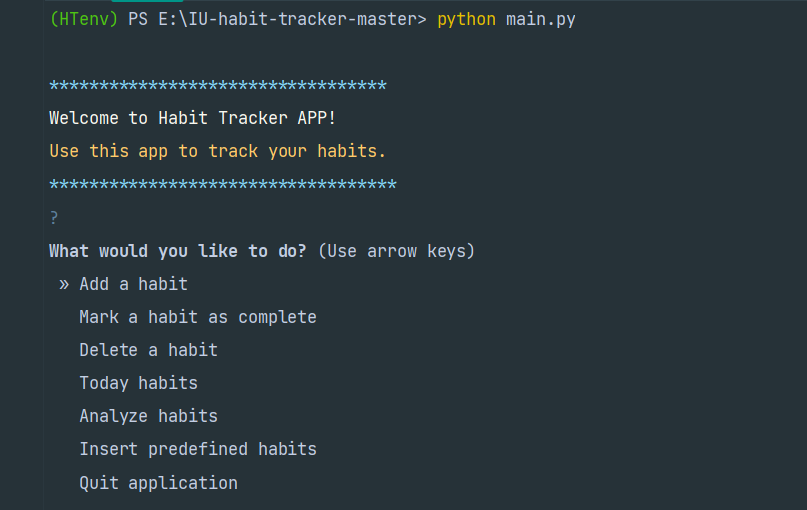 (HTenv) PS E:\IU-habit-tracker-master> python main.py
**********************************
Welcome to Habit Tracker APP!
Use this app to track your habits.
***********************************
?
What would you like to do? (Use arrow keys)
» Add a habit
Mark a habit as complete
Delete a habit
Today habits
Analyze habits
Insert predefined habits
Quit application